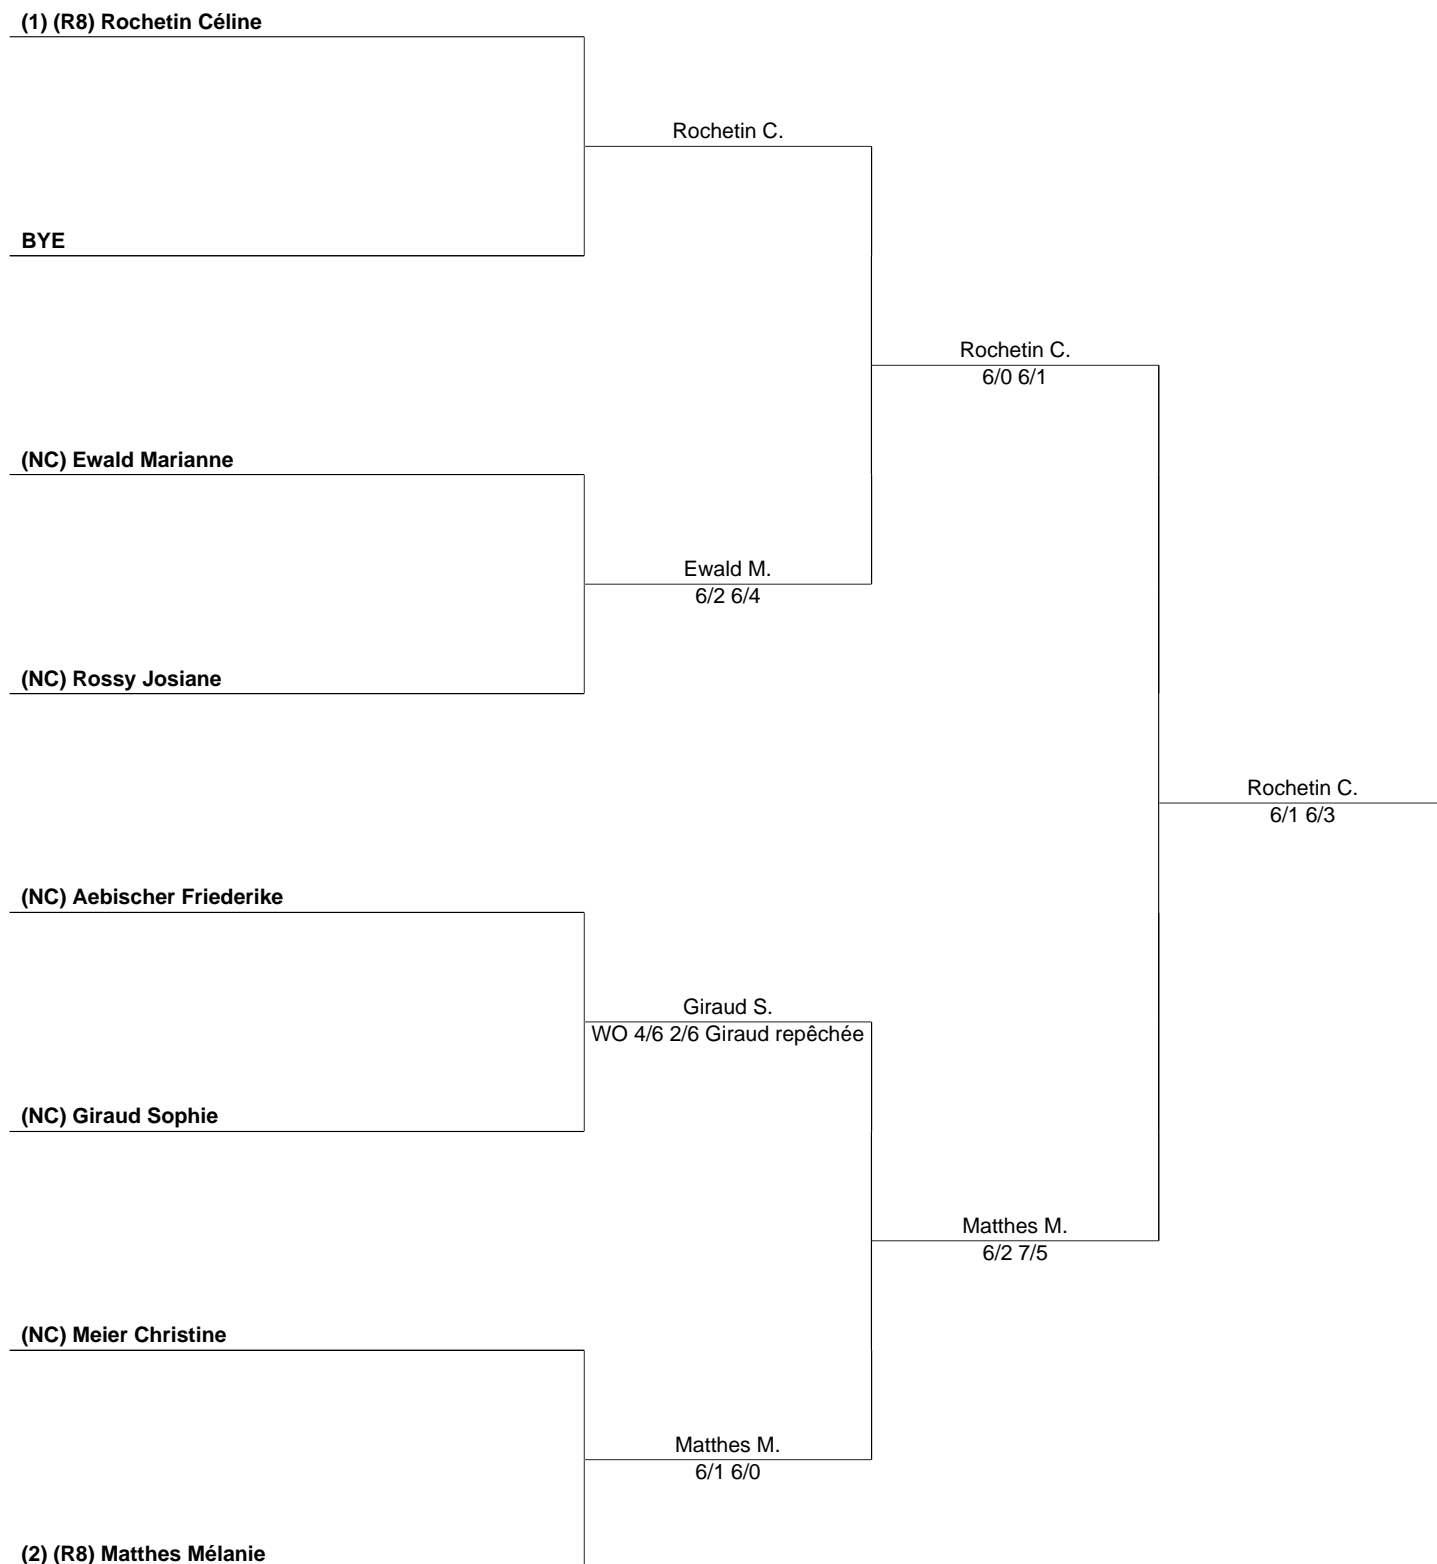 (1) (R8) Rochetin Céline
Rochetin C.
BYE
Rochetin C.
6/0 6/1
(NC) Ewald Marianne
Ewald M.
6/2 6/4
(NC) Rossy Josiane
Rochetin C.
6/1 6/3
(NC) Aebischer Friederike
Giraud S.
WO 4/6 2/6 Giraud repêchée
(NC) Giraud Sophie
Matthes M.
6/2 7/5
(NC) Meier Christine
Matthes M.
6/1 6/0
(2) (R8) Matthes Mélanie